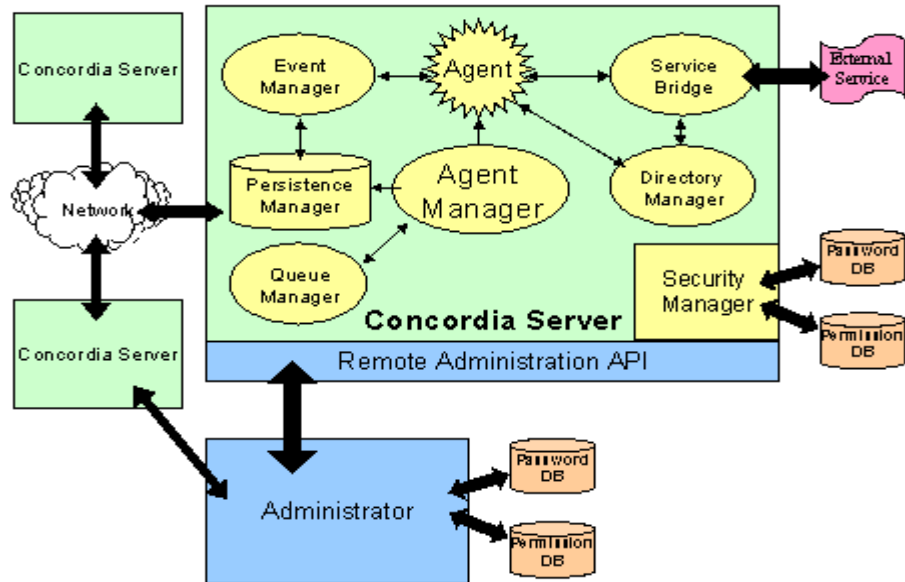 Concordia Server
Event
Manager
Agent
Service
Bridge
External
Service
Network
Persistence
Manager
Agent
Manager
Directory
Manager
Queue
Manager
Security
Manager
Password
DB
Permission
DB
Concordia Server
Concordia Server
Remote Administration API
Administrator
Password
DB
Permission
DB